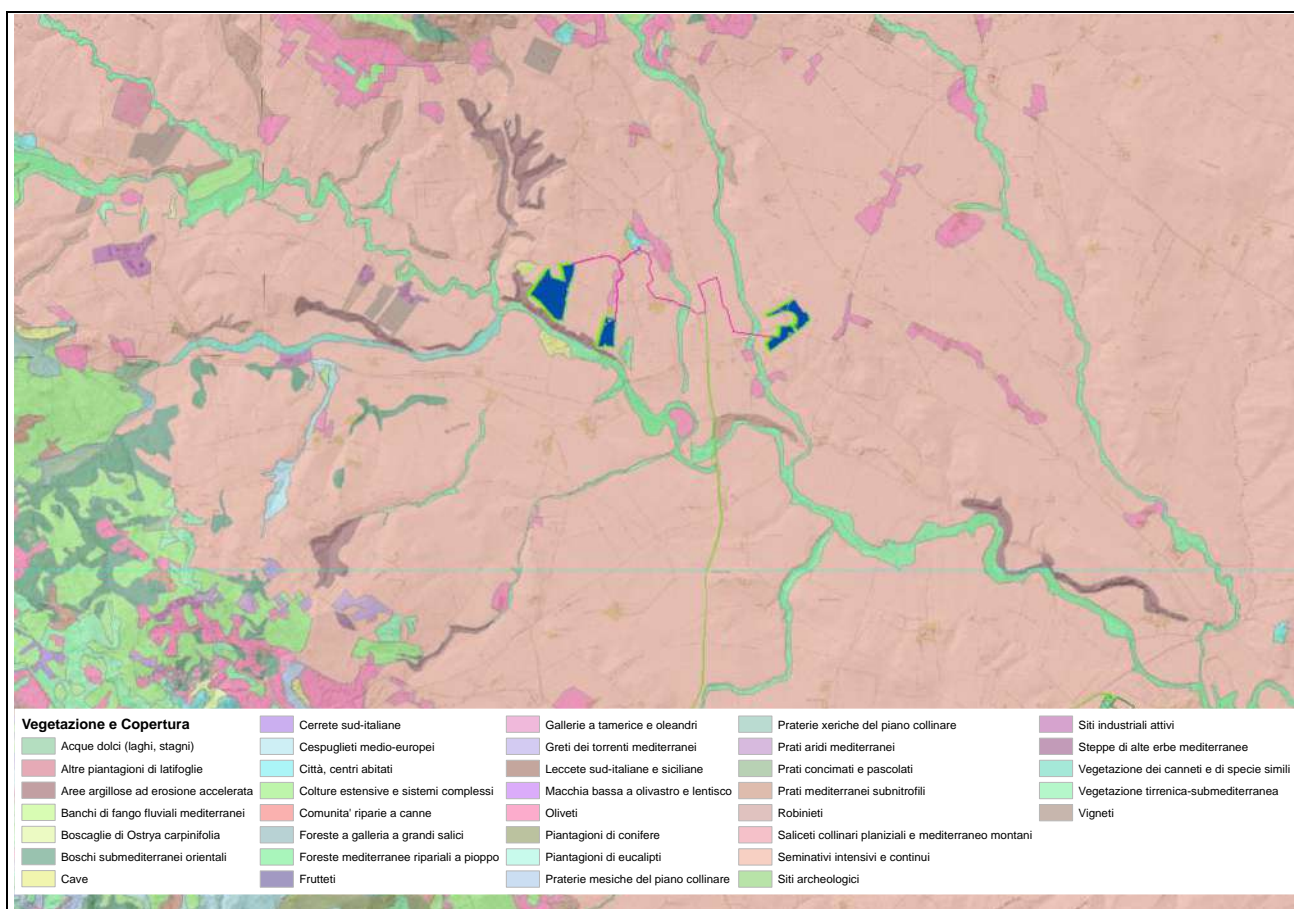 Vegetazione e Copertura
Acque dolci (laghi, stagni)
Altre piantagioni di latifoglie
Aree argillose ad erosione accelerata
Banchi di fango fluviali mediterranei
Boscaglie di Ostrya carpinifolia
Boschi submediterranei orientali
Cave
Cerrete sud-italiane
Cespuglieti medio-europei
Città, centri abitati
Colture estensive e sistemi complessi
Comunita' riparie a canne
Foreste a galleria a grandi salici
Foreste mediterranee ripariali a pioppo
Frutteti
Gallerie a tamerice e oleandri
Greti dei torrenti mediterranei
Leccete sud-italiane e siciliane
Macchia bassa a olivastro e lentisco
Oliveti
Piantagioni di conifere
Piantagioni di eucalipti
Praterie mesiche del piano collinare
Praterie xeriche del piano collinare
Prati aridi mediterranei
Prati concimati e pascolati
Prati mediterranei subnitrofili
Robinieti
Saliceti collinari planiziali e mediterraneo montani
Seminativi intensivi e continui
Siti archeologici
Siti industriali attivi
Steppe di alte erbe mediterranee
Vegetazione dei canneti e di specie simili
Vegetazione tirrenica-submediterranea
Vigneti